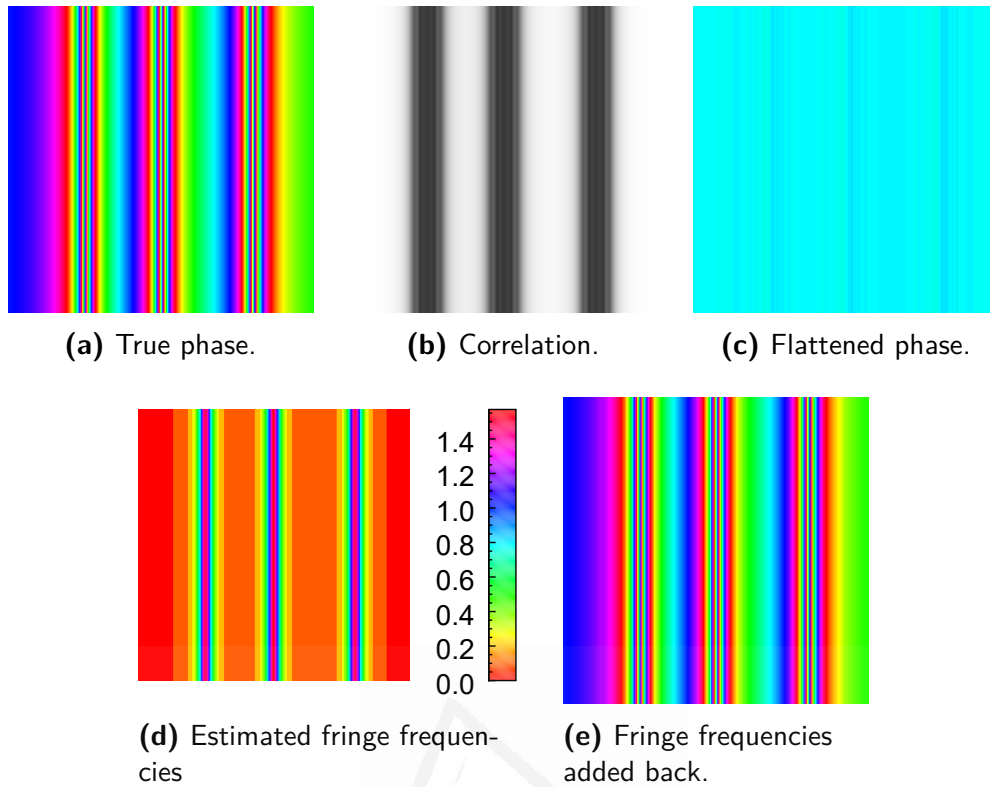 (a) True phase.
(b) Correlation.
(c) Flattened phase.
1.4
1.2
1.0
0.8
0.6
0.4
0.2
0.0
(d) Estimated fringe frequen-
cies
(e) Fringe frequencies
added back.